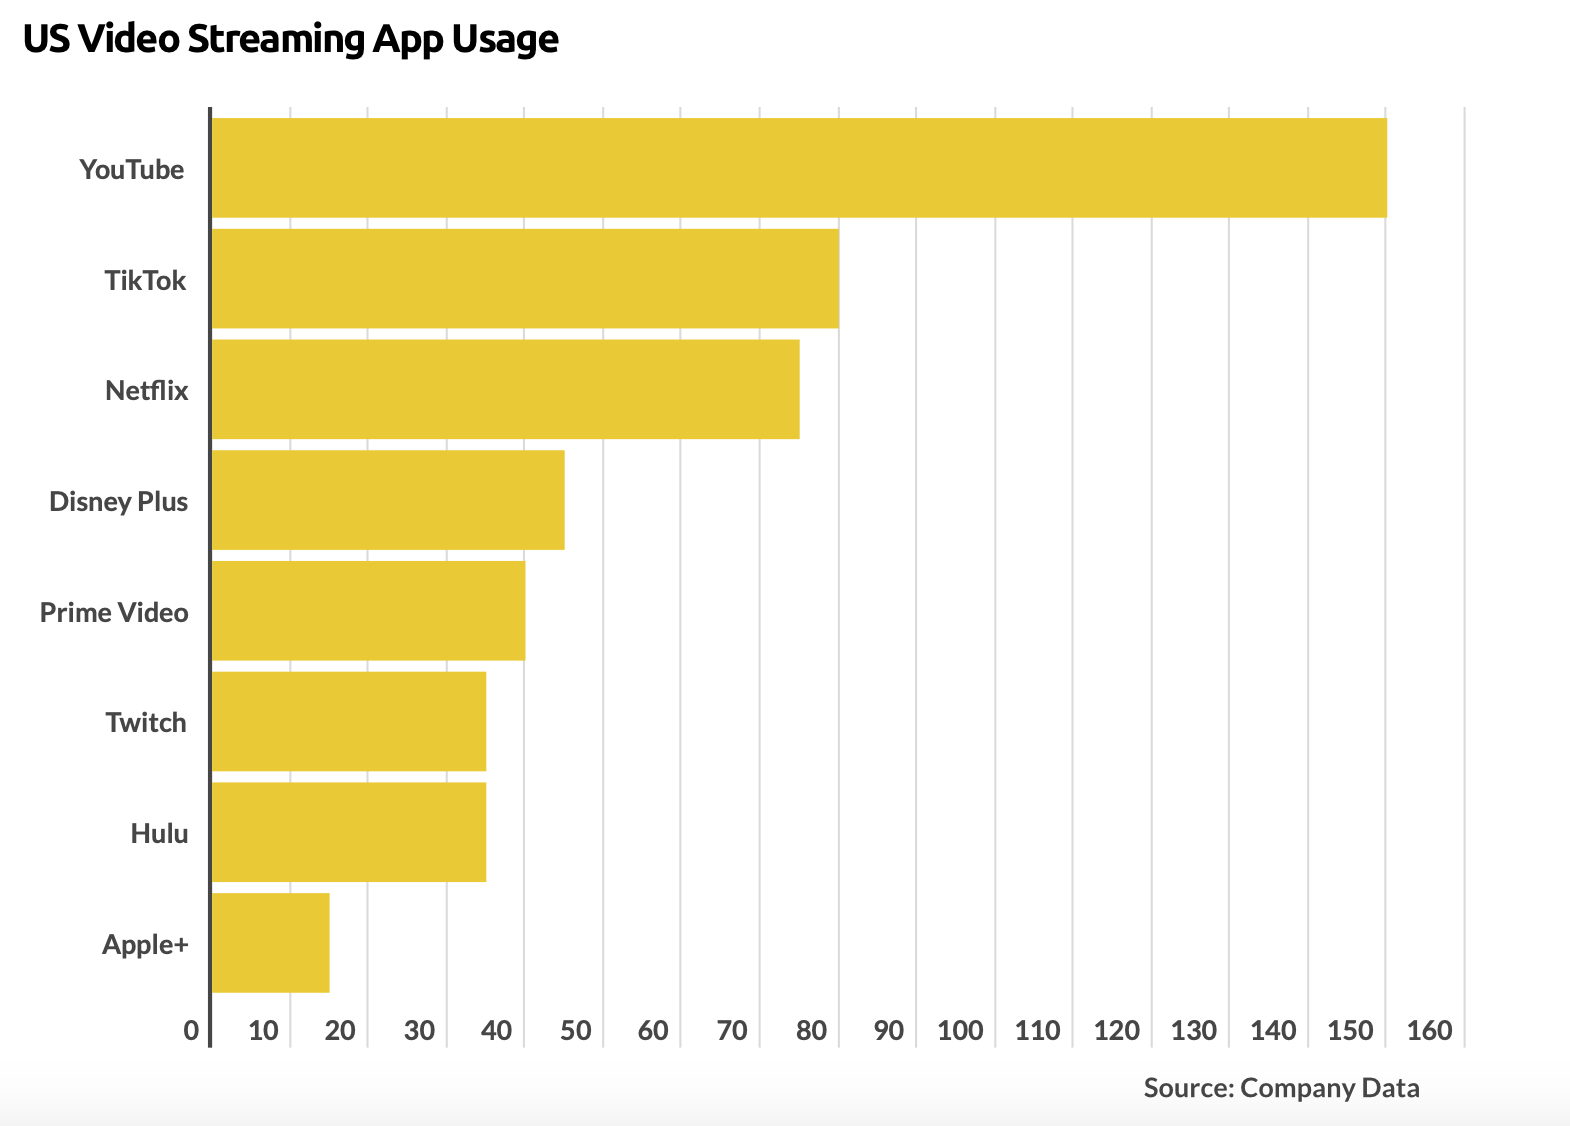 US Video Streaming App Usage
YouTube
TikTok
Netflix
Disney Plus
Prime Video
Twitch
Hulu
Apple+
0 10 20 30 40 50 60 70 80 90 100 110 120 130 140 150 160
Source: Company Data